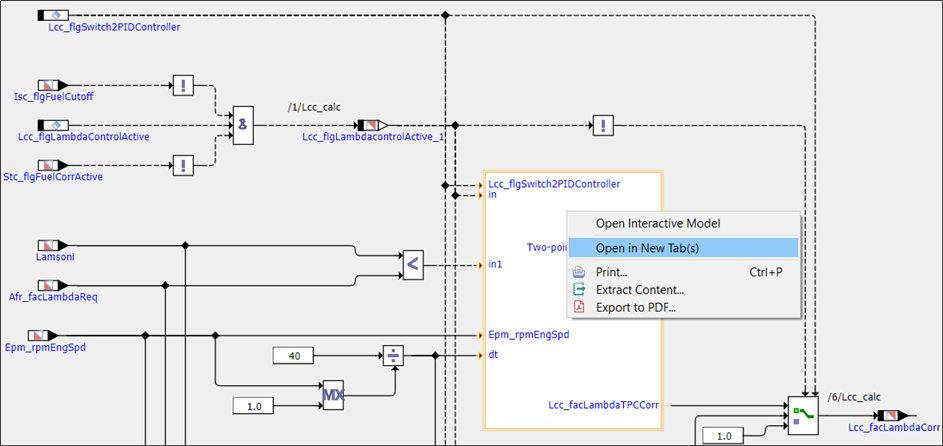 Lcc_flgSwitch2PIDController
Isc_flgFuelCutoff
!
/1/Lcc_calc
Lcc_flgLambdaControlActive
&
Lcc_flgLambdacontrolActive_1
!
Stc_flgFuelCorrActive
!
Lcc_flgSwitch2PIDController
in
Open Interactive Model
Two-poi
Open in New Tab(s)
Lamsoni
<
in1
Print... Ctrl+P
Afr_facLambdaReq
Extract Content...
Export to PDF...
Epm_rpmEngSpd
Epm_rpmEngSpd
40
÷
dt
MX
1.0
Lcc_facLambdaTPCCorr
/6/Lcc_calc
Lcc_facLambdaCorr
1.0